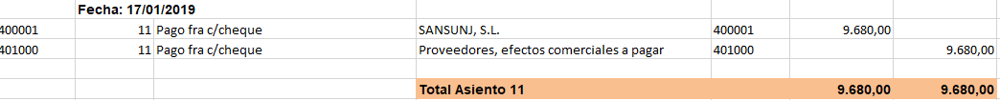 Fecha: 17/01/2019
400001 11 Pago fra c/cheque SANSUNJ, S.L. 400001 9.680,00
401000 11 Pago fra c/cheque Proveedores, efectos comerciales a pagar 401000 9.680,00
Total Asiento 11 9.680,00 9.680,00